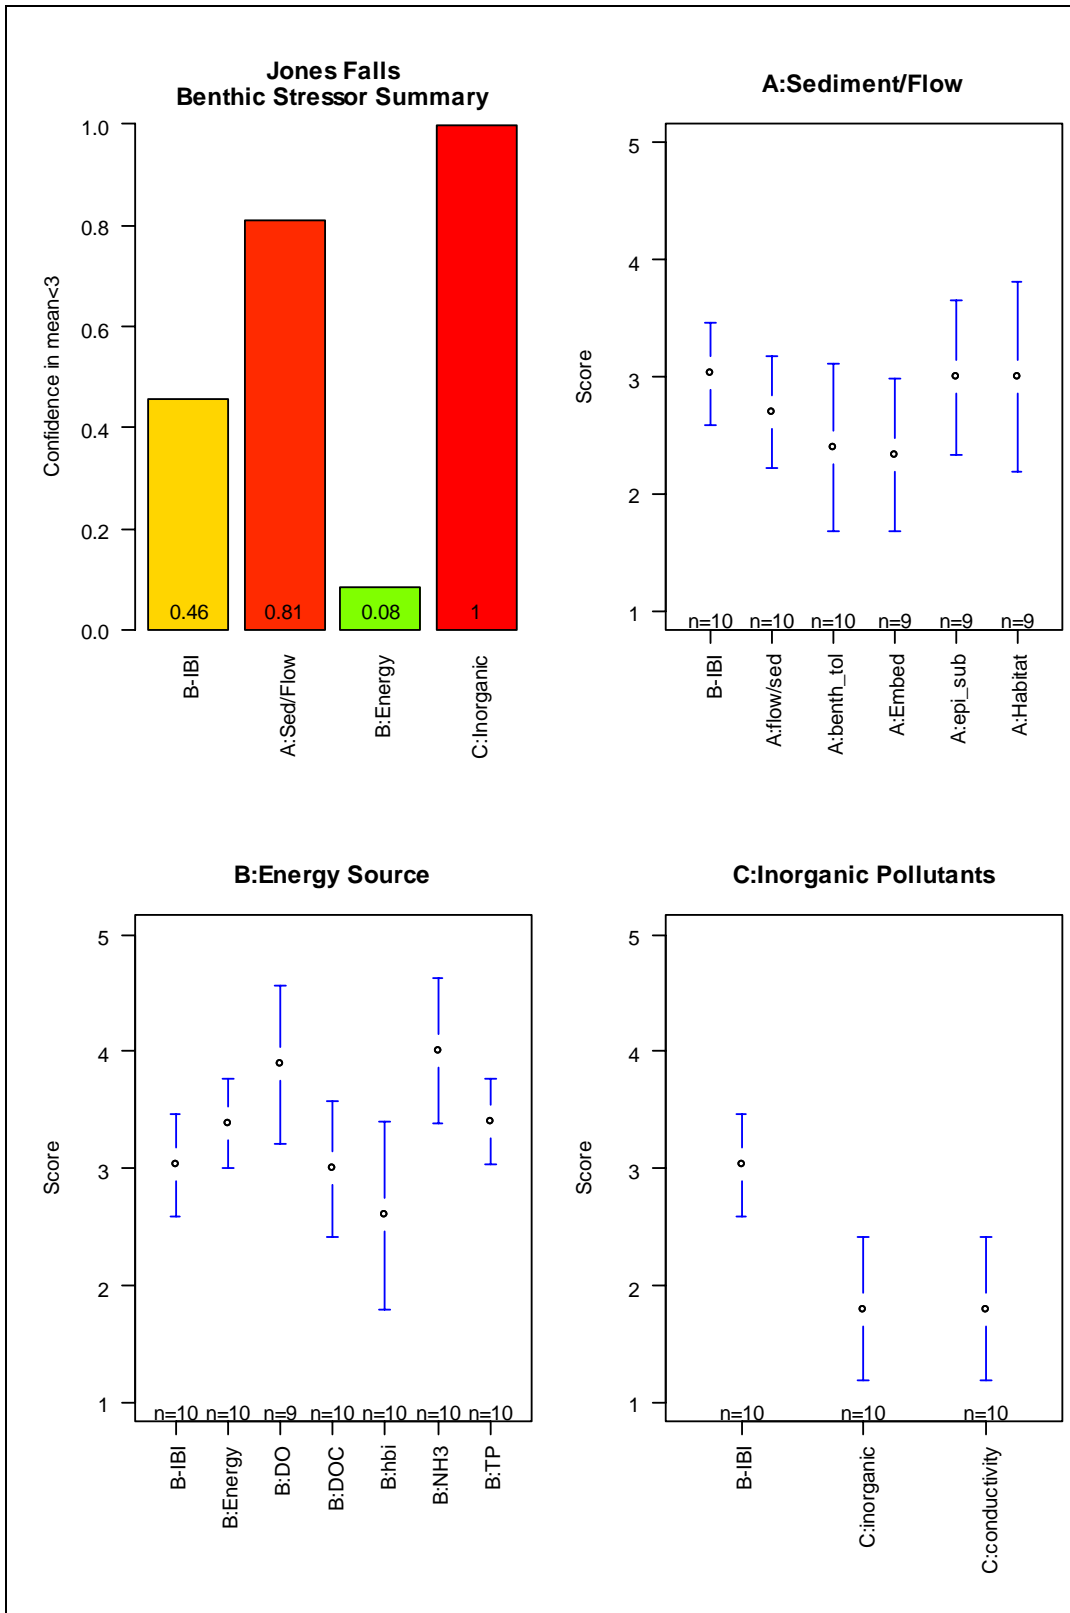 Jones Falls
Benthic Stressor Summary
Confidence in mean<3
1.0
0.8
0.6
0.4
0.2
0.0
0.46
0.81
0.08
1
B-IBI
A:Sed/Flow
B:Energy
C:Inorganic
A:Sediment/Flow
Score
5
4
3
2
1
n=10
n=10
n=10
n=9
n=9
n=9
B-IBI
A:flow/sed
A:benth_tol
A:Embed
A:epi_sub
A:Habitat
B:Energy Source
Score
5
4
3
2
1
n=10
n=10
n=9
n=10
n=10
n=10
n=10
B-IBI
B:Energy
B:DO
B:DOC
B:hbi
B:NH3
B:TP
C:Inorganic Pollutants
Score
5
4
3
2
1
n=10
n=10
n=10
B-IBI
C:inorganic
C:conductivity